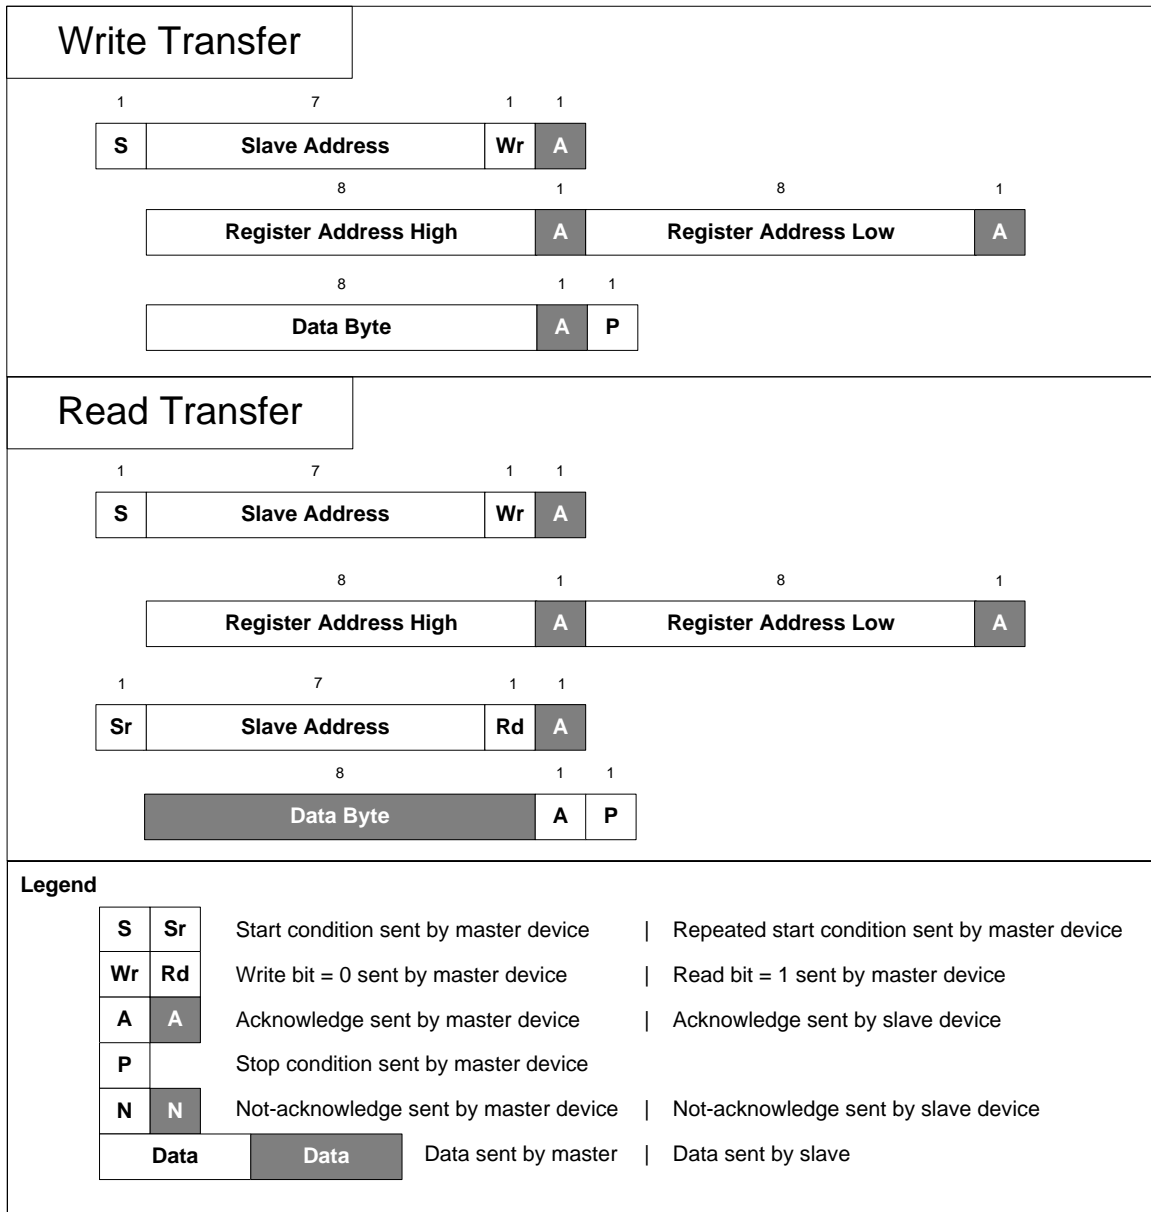 Write Transfer
1 7 1 1
S Slave Address Wr A
8 1 8 1
Register Address High A Register Address Low A
8 1 1
Data Byte A P
Read Transfer
1 7 1 1
S Slave Address Wr A
8 1 8 1
Register Address High A Register Address Low A
1 7 1 1
Sr Slave Address Rd A
8 1 1
Data Byte A P
Legend
S Sr Start condition sent by master device | Repeated start condition sent by master device
Wr Rd Write bit = 0 sent by master device | Read bit = 1 sent by master device
A A Acknowledge sent by master device | Acknowledge sent by slave device
P Stop condition sent by master device
N N Not-acknowledge sent by master device | Not-acknowledge sent by slave device
Data Data Data sent by master | Data sent by slave